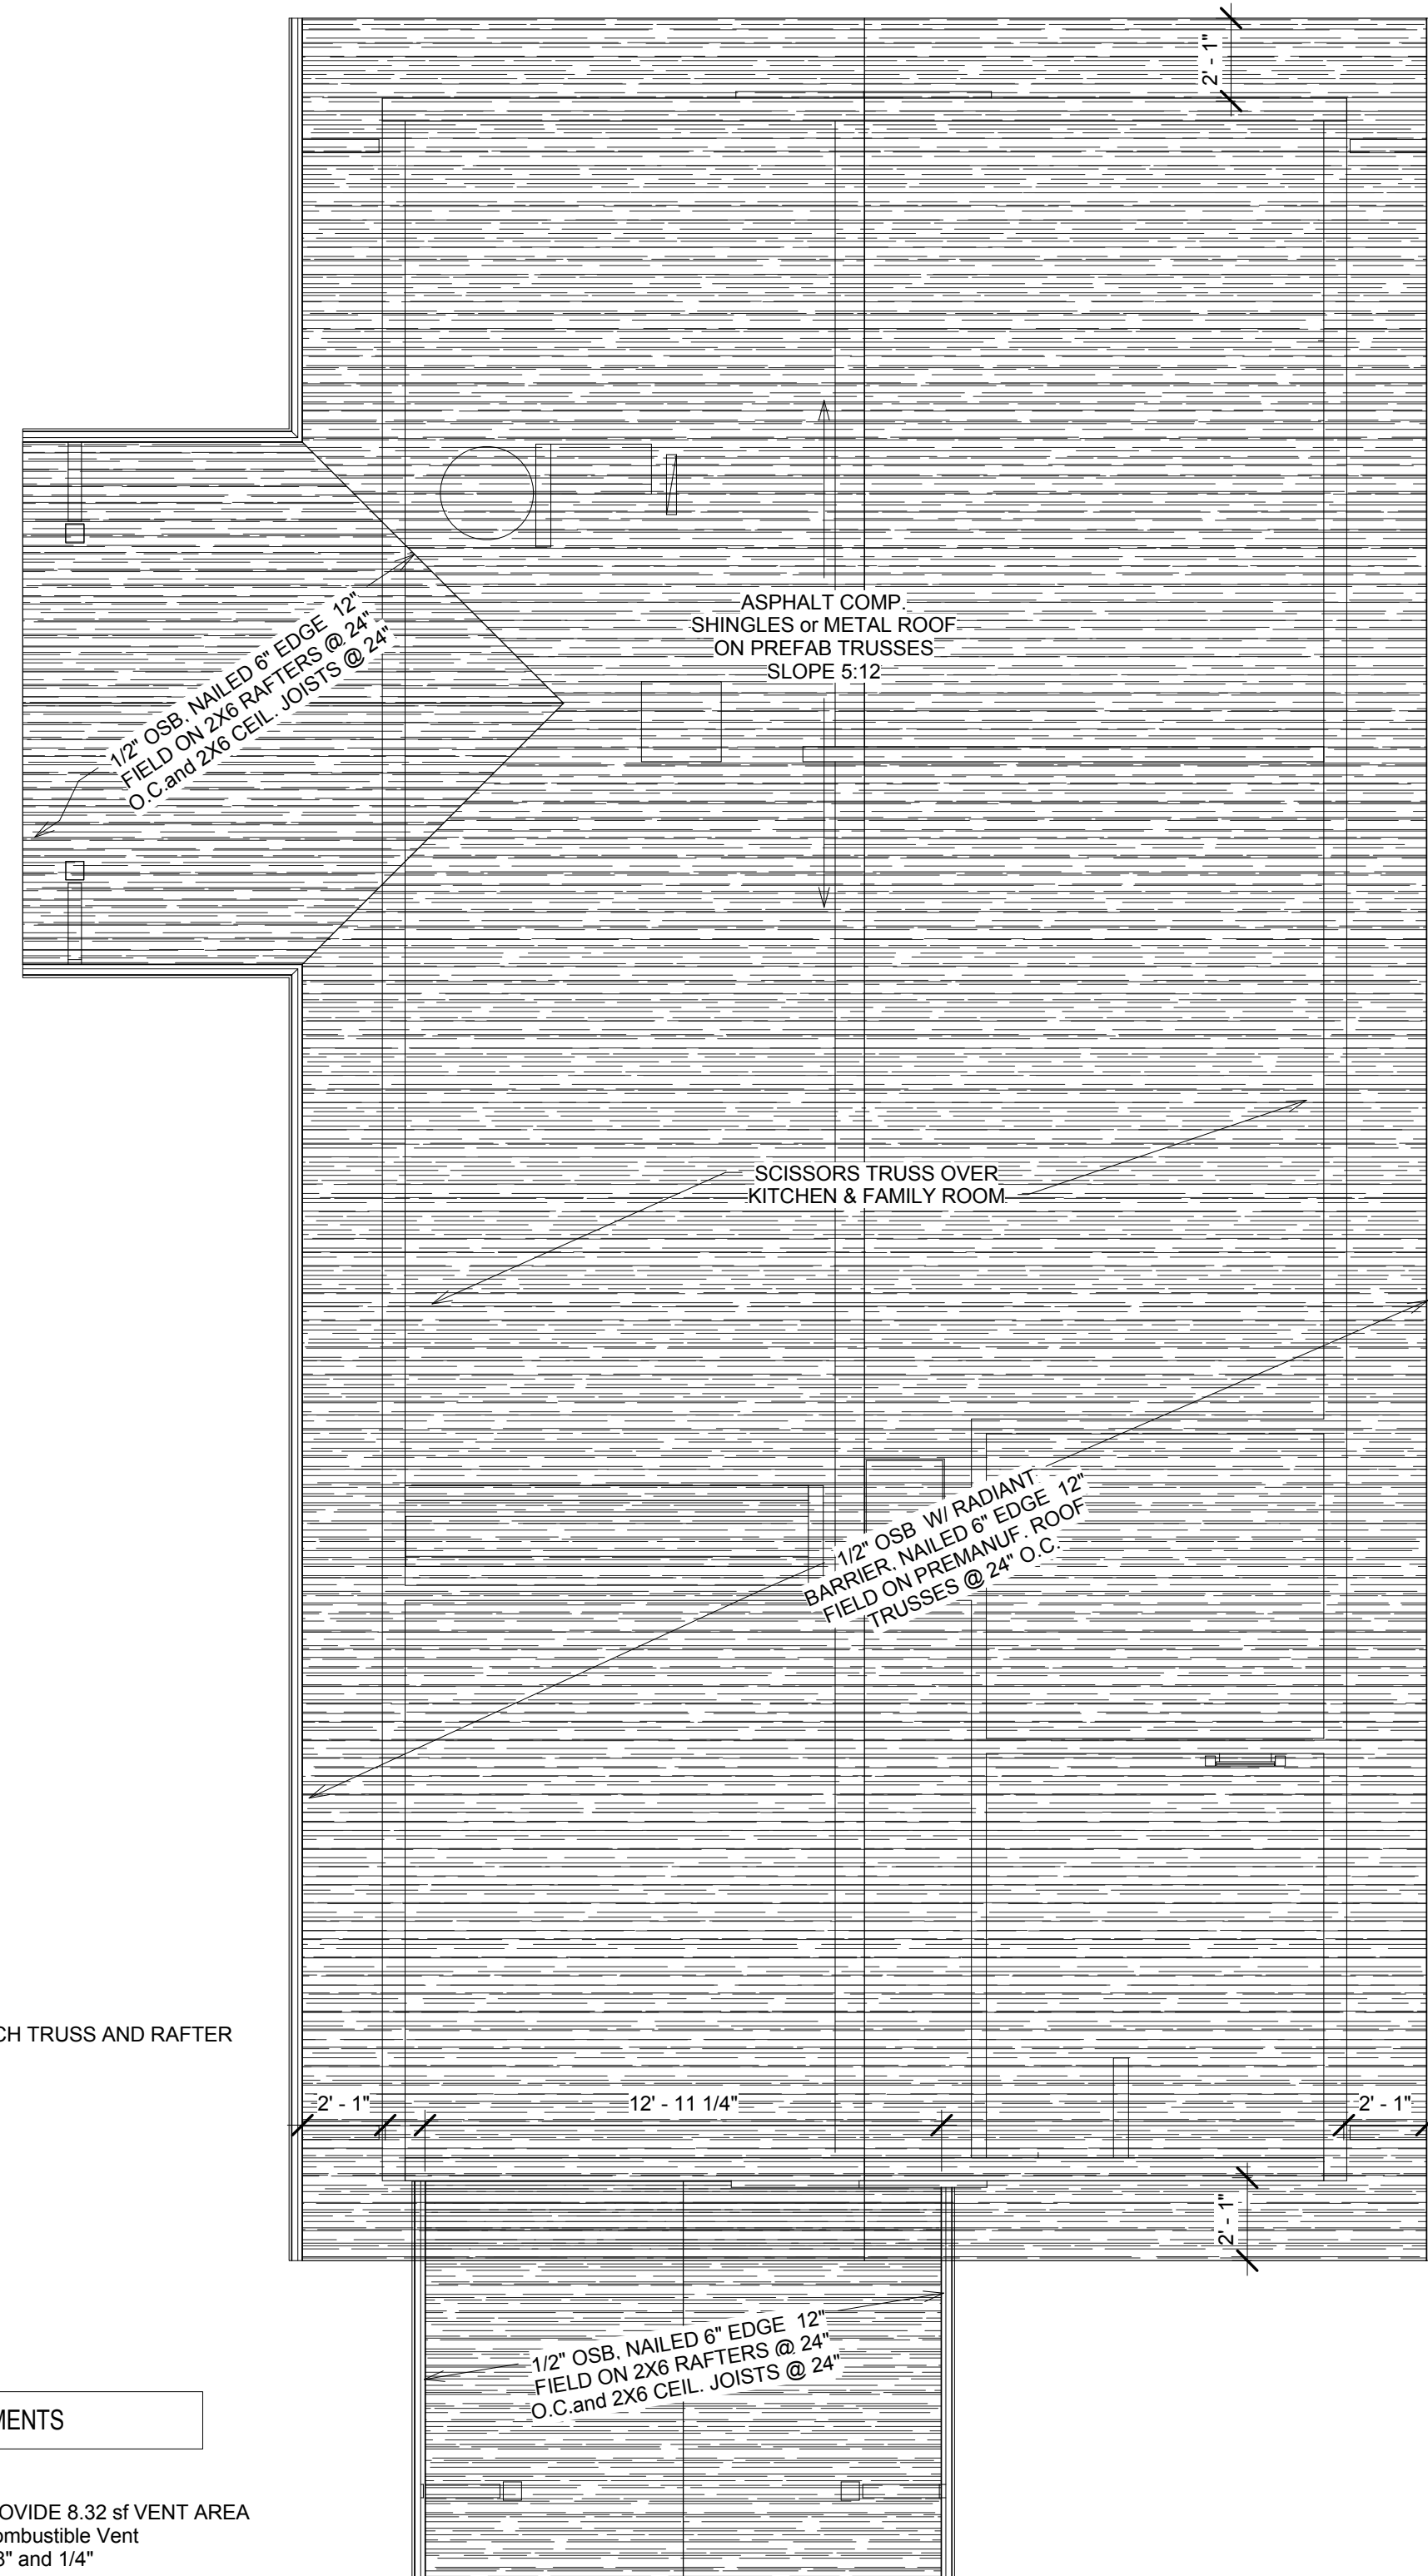 2' - 1"
1/2" OSB, NAILED 6" EDGE 12"
FIELD ON 2X6 RAFTERS @ 24"
O.C.and 2X6 CEIL. JOISTS @ 24"
ASPHALT COMP.
SHINGLES or METAL ROOF
ON PREFAB TRUSSES
SLOPE 5:12
SCISSORS TRUSS OVER
KITCHEN & FAMILY ROOM
1/2" OSB W/ RADIANT
BARRIER, NAILED 6" EDGE 12"
FIELD ON PREMANUF. ROOF
TRUSSES @ 24" O.C.
CH TRUSS AND RAFTER
2' - 1"
12' - 11 1/4"
2' - 1"
2' - 1"
1/2" OSB, NAILED 6" EDGE 12"
FIELD ON 2X6 RAFTERS @ 24"
O.C.and 2X6 CEIL. JOISTS @ 24"
MENTS
OVIDE 8.32 sf VENT AREA
ombustible Vent
8" and 1/4"